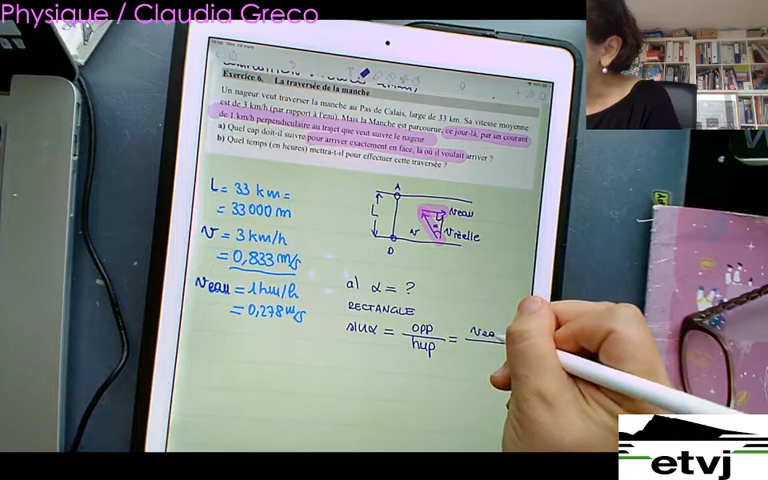 Physique / Claudia Greco
Exercice 6. La traversée de la manche
Un nageur veut traverser la manche au Pas de Calais, large de 33 km. Sa vitesse moyenne
est de 3 km/h (par rapport à l'eau). Mais la Manche est parcourue, ce jour-là, par un courant
de 1 km/h perpendiculaire au trajet que veut suivre le nageur.
a) Quel cap doit-il suivre pour arriver exactement en face, là où il voulait arriver ?
b) Quel temps (en heures) mettra-t-il pour effectuer cette traversée ?
L = 33 km =
= 33000 m
v = 3 km/h
= 0,833 m/s
veau = 1 km/h
= 0,278 m/s
A
L
D
veau
α
v
vréelle
a) α = ?
RECTANGLE
sin α = opp / hyp = vea
etvj